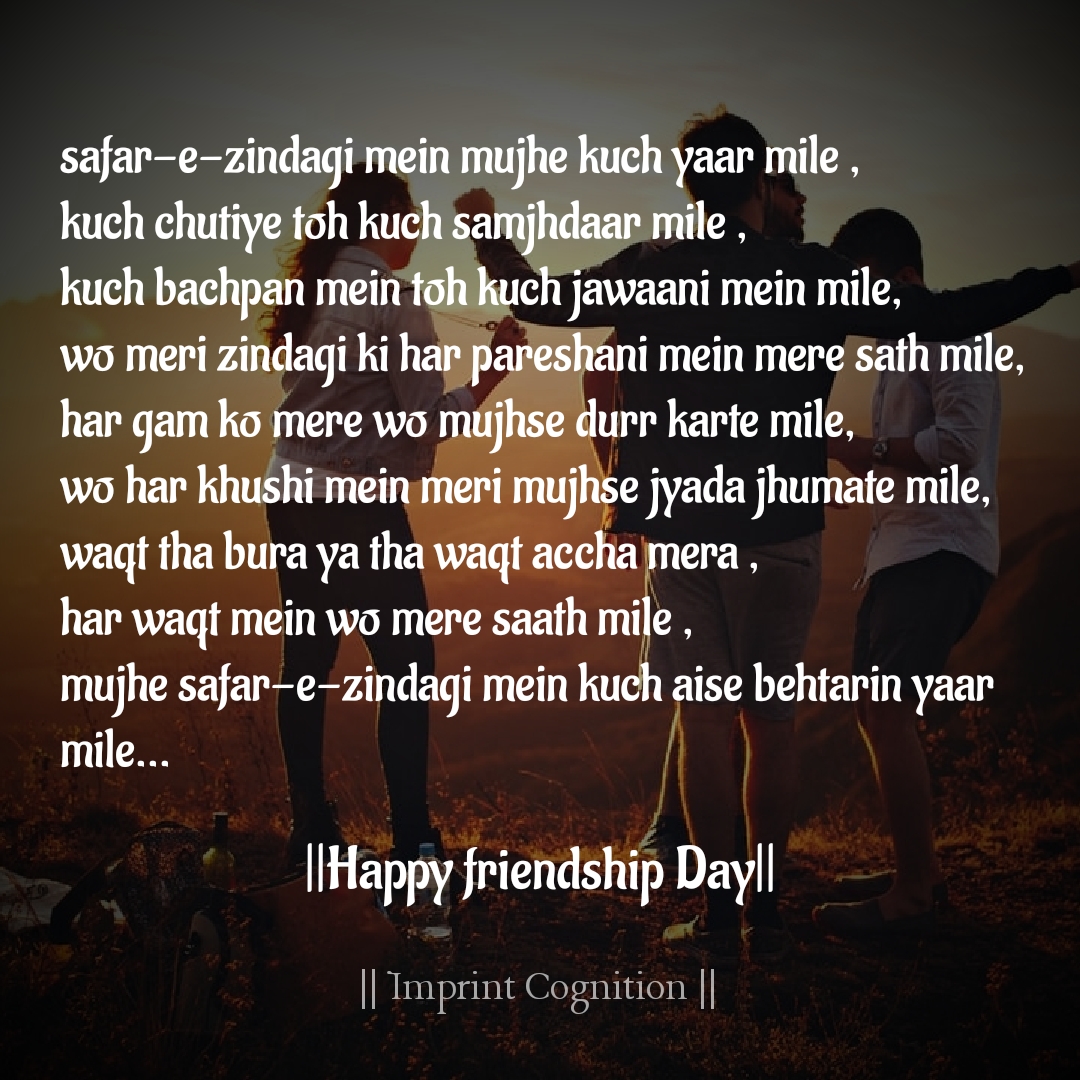 safar-e-zindagi mein mujhe kuch yaar mile ,
kuch chutiye toh kuch samjhdaar mile ,
kuch bachpan mein toh kuch jawaani mein mile,
wo meri zindagi ki har pareshani mein mere sath mile,
har gam ko mere wo mujhse durr karte mile,
wo har khushi mein meri mujhse jyada jhumate mile,
waqt tha bura ya tha waqt accha mera ,
har waqt mein wo mere saath mile ,
mujhe safar-e-zindagi mein kuch aise behtarin yaar
mile...
||Happy friendship Day||
|| Imprint Cognition ||